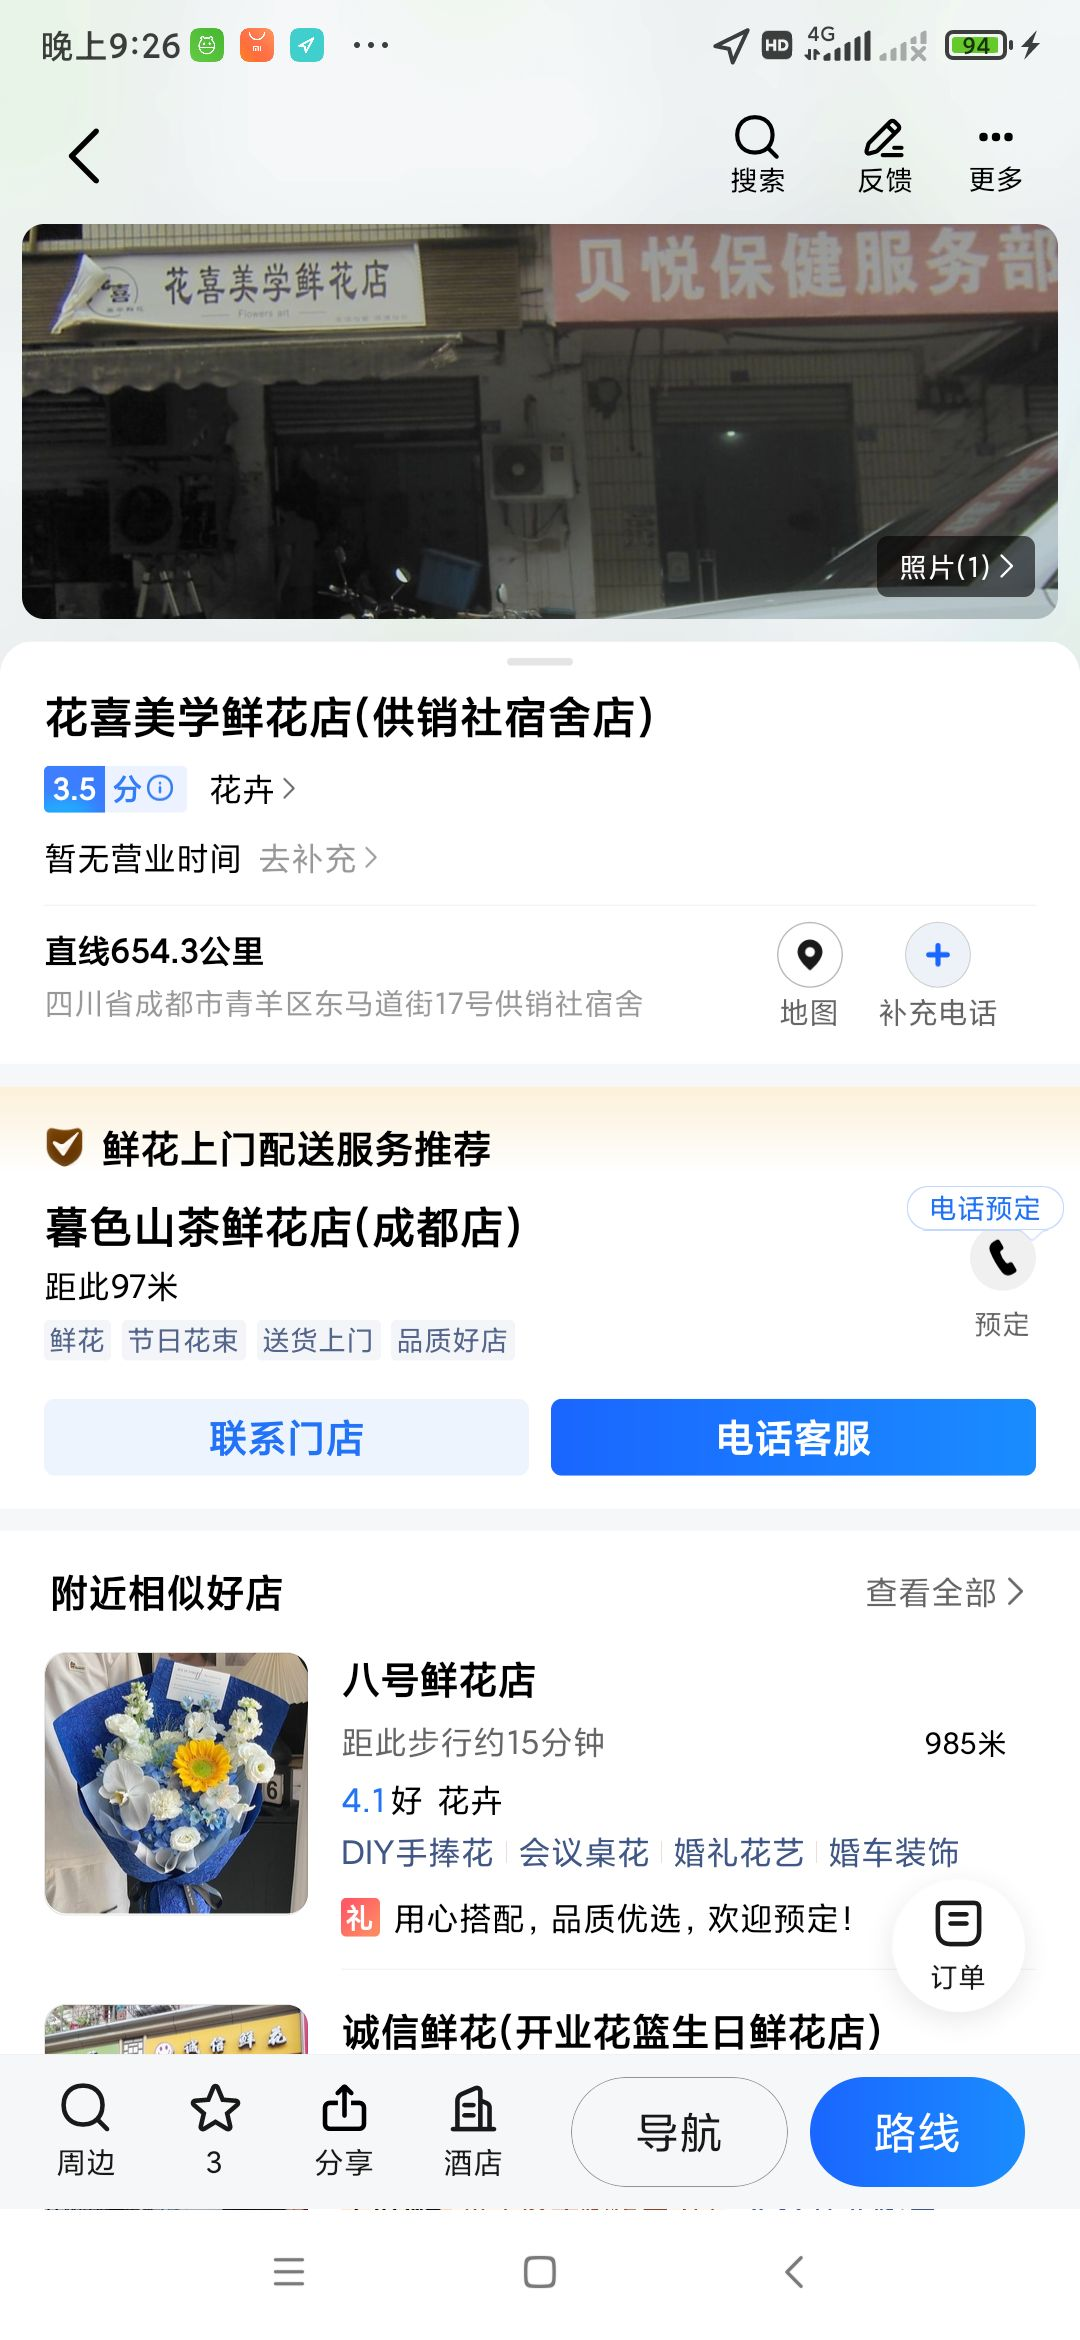 晚上9:26
HD 4G 94
搜索
反馈
更多
花喜美学鲜花店
Flowers art
贝悦保健服务部
照片(1)
花喜美学鲜花店(供销社宿舍店)
3.5分 花卉
暂无营业时间 去补充
直线654.3公里
四川省成都市青羊区东马道街17号供销社宿舍
地图
补充电话
鲜花上门配送服务推荐
暮色山茶鲜花店(成都店)
电话预定
距此97米
预定
鲜花 节日花束 送货上门 品质好店
联系门店
电话客服
附近相似好店
查看全部
八号鲜花店
距此步行约15分钟
985米
4.1好 花卉
DIY手捧花 会议桌花 婚礼花艺 婚车装饰
礼 用心搭配,品质优选,欢迎预定!
订单
诚信鲜花
诚信鲜花(开业花篮生日鲜花店)
周边
3
分享
酒店
导航
路线